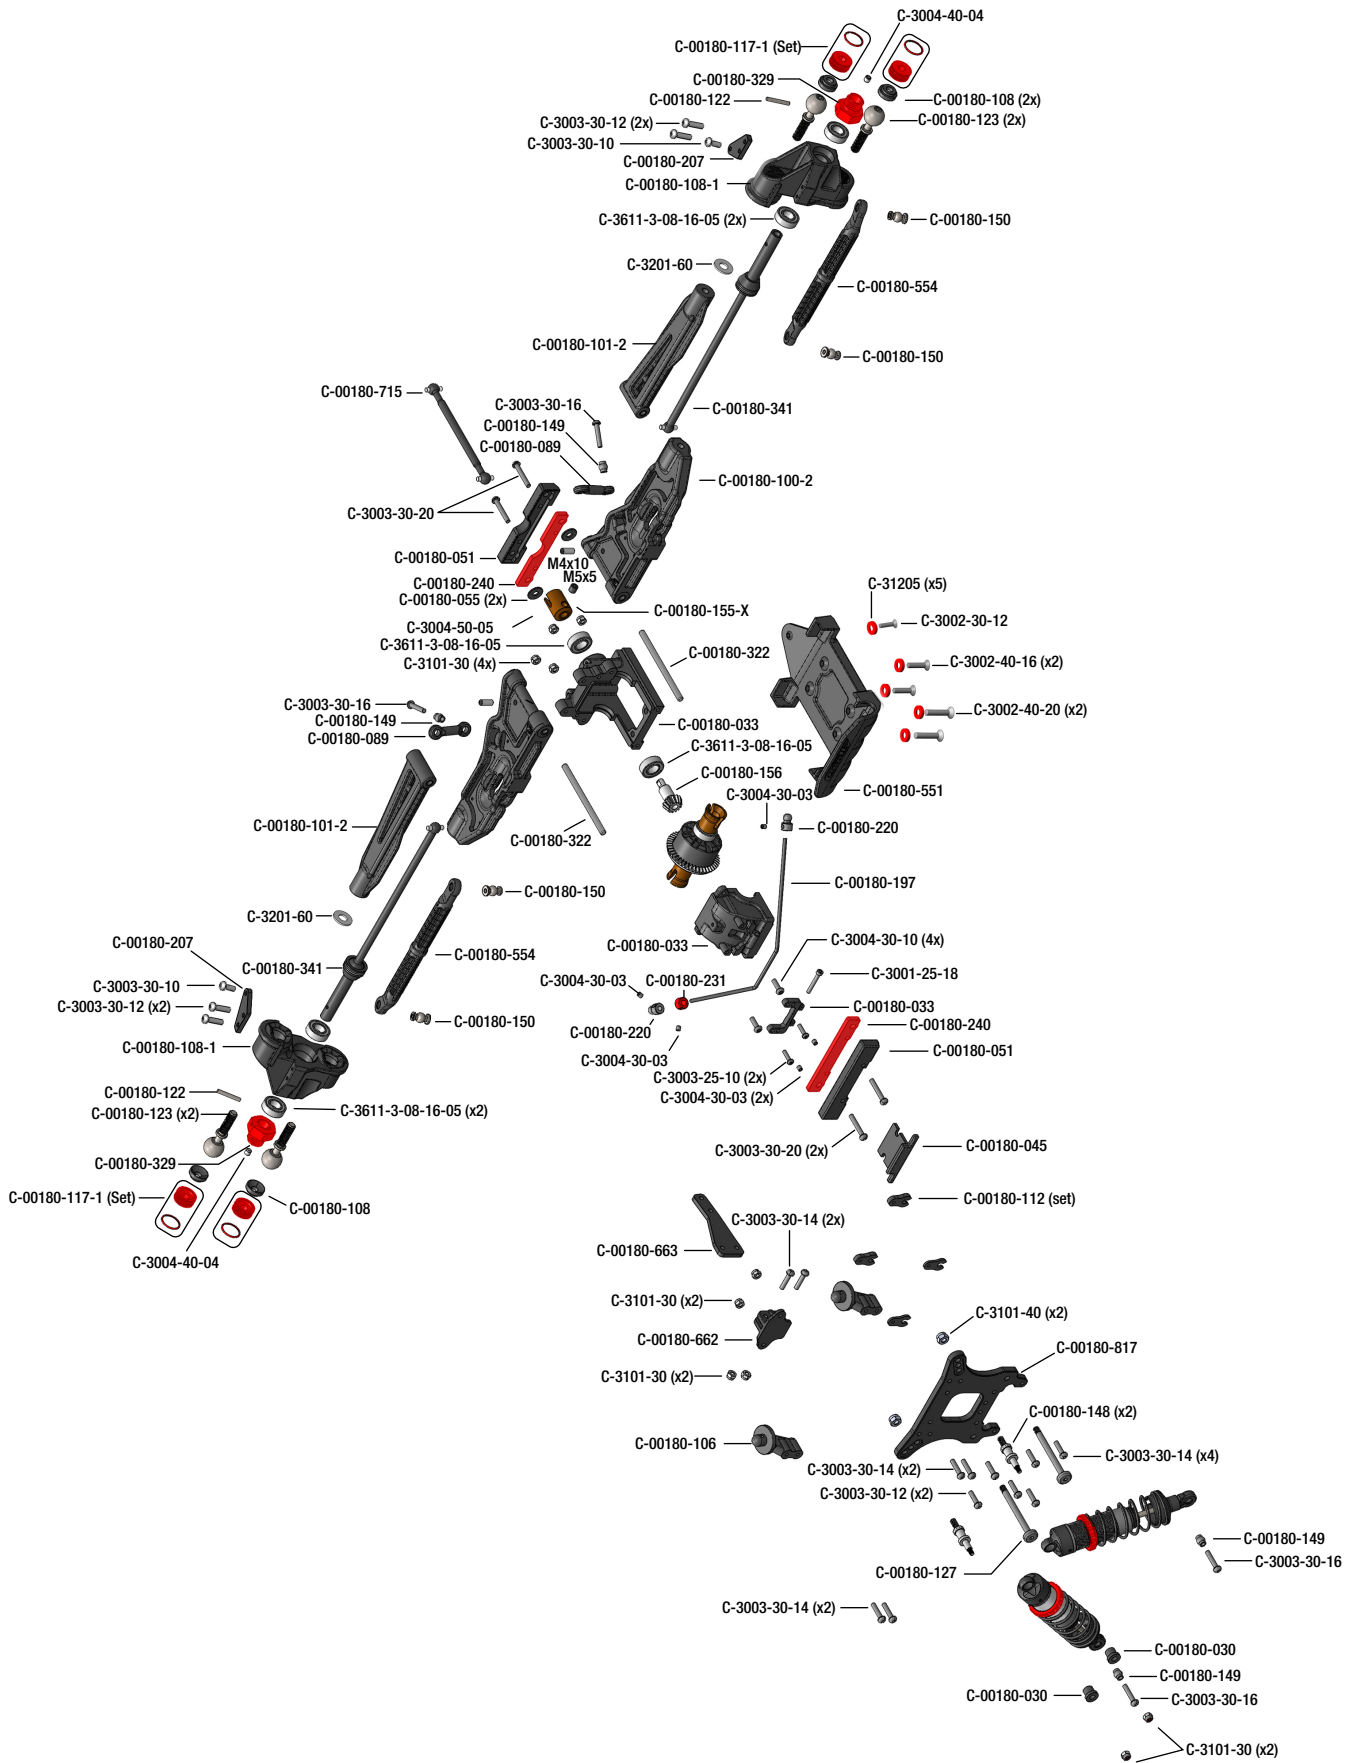 C-3004-40-04
C-00180-117-1 (Set)
C-00180-329
C-00180-122
C-00180-108 (2x)
C-3003-30-12 (2x)
C-00180-123 (2x)
C-3003-30-10
C-00180-207
C-00180-108-1
C-3611-3-08-16-05 (2x)
C-00180-150
C-3201-60
C-00180-554
C-00180-101-2
C-00180-150
C-00180-715
C-3003-30-16
C-00180-341
C-00180-149
C-00180-089
C-00180-100-2
C-3003-30-20
C-00180-051
M4x10
M5x5
C-00180-240
C-31205 (x5)
C-00180-055 (2x)
C-00180-155-X
C-3002-30-12
C-3004-50-05
C-3611-3-08-16-05
C-00180-322
C-3101-30 (4x)
C-3002-40-16 (x2)
C-3003-30-16
C-00180-149
C-00180-089
C-00180-033
C-3002-40-20 (x2)
C-3611-3-08-16-05
C-00180-156
C-3004-30-03
C-00180-551
C-00180-101-2
C-00180-322
C-00180-220
C-00180-150
C-00180-197
C-3201-60
C-00180-207
C-00180-554
C-00180-033
C-3004-30-10 (4x)
C-00180-341
C-3001-25-18
C-3003-30-10
C-3004-30-03
C-00180-231
C-3003-30-12 (x2)
C-00180-033
C-00180-150
C-00180-220
C-00180-240
C-00180-108-1
C-3004-30-03
C-00180-051
C-3003-25-10 (2x)
C-00180-122
C-3004-30-03 (2x)
C-00180-123 (x2)
C-3611-3-08-16-05 (x2)
C-3003-30-20 (2x)
C-00180-045
C-00180-329
C-00180-117-1 (Set)
C-00180-108
C-00180-112 (set)
C-3003-30-14 (2x)
C-3004-40-04
C-00180-663
C-3101-30 (x2)
C-3101-40 (x2)
C-00180-662
C-00180-817
C-3101-30 (x2)
C-00180-148 (x2)
C-00180-106
C-3003-30-14 (x4)
C-3003-30-14 (x2)
C-3003-30-12 (x2)
C-00180-149
C-3003-30-16
C-00180-127
C-3003-30-14 (x2)
C-00180-030
C-00180-149
C-00180-030
C-3003-30-16
C-3101-30 (x2)